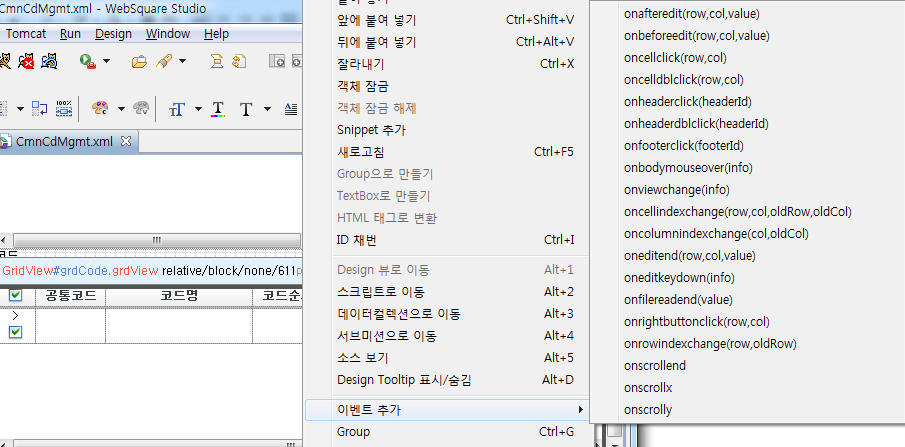 CmnCdMgmt.xml - WebSquare Studio
Tomcat Run Design Window Help
CmnCdMgmt.xml
코드
GridView#grdCode.grdView relative/block/none/611p
공통코드 코드명 코드순
붙여 넣기
앞에 붙여 넣기 Ctrl+Shift+V
뒤에 붙여 넣기 Ctrl+Alt+V
잘라내기 Ctrl+X
객체 잠금
객체 잠금 해제
Snippet 추가
새로고침 Ctrl+F5
Group으로 만들기
TextBox로 만들기
HTML 태그로 변환
ID 채번 Ctrl+I
Design 뷰로 이동 Alt+1
스크립트로 이동 Alt+2
데이터컬렉션으로 이동 Alt+3
서브미션으로 이동 Alt+4
소스 보기 Alt+5
Design Tooltip 표시/숨김 Alt+D
이벤트 추가
Group Ctrl+G
onafteredit(row,col,value)
onbeforeedit(row,col,value)
oncellclick(row,col)
oncelldblclick(row,col)
onheaderclick(headerId)
onheaderdblclick(headerId)
onfooterclick(footerId)
onbodymouseover(info)
onviewchange(info)
oncellindexchange(row,col,oldRow,oldCol)
oncolumnindexchange(col,oldCol)
oneditend(row,col,value)
oneditkeydown(info)
onfilereadend(value)
onrightbuttonclick(row,col)
onrowindexchange(row,oldRow)
onscrollend
onscrollx
onscrolly